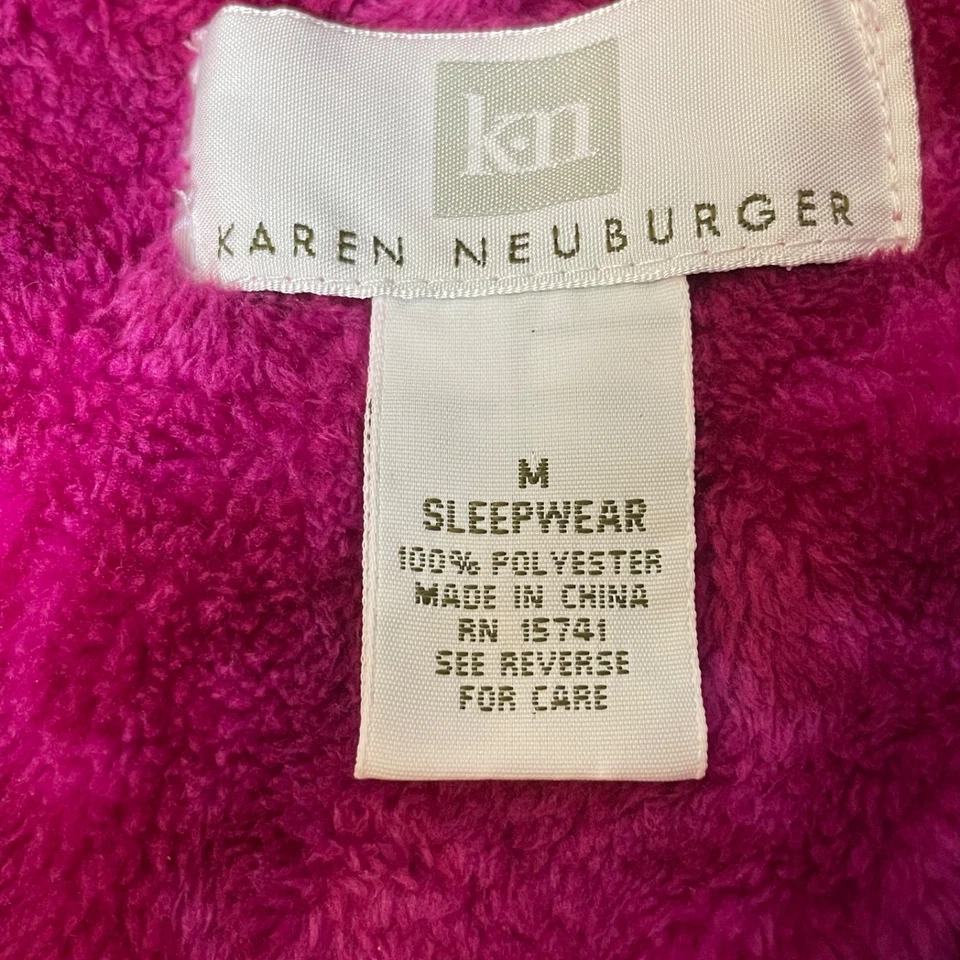 kn
KAREN NEUBURGER
M
SLEEPWEAR
100% POLYESTER
MADE IN CHINA
RN 15741
SEE REVERSE
FOR CARE